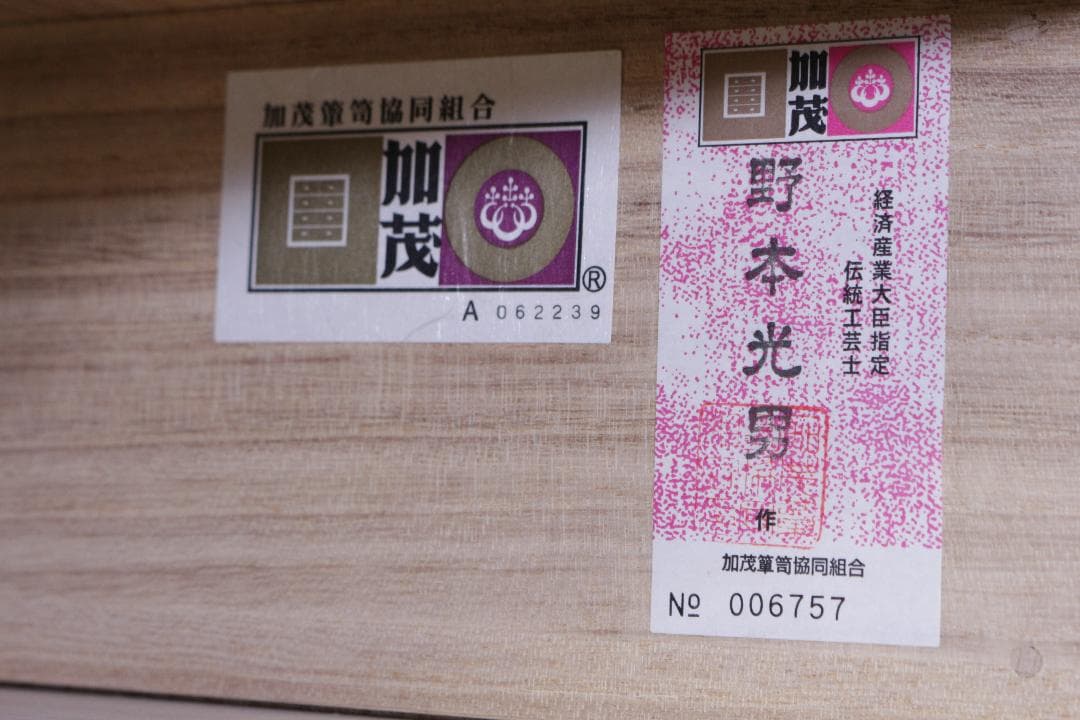 加茂簞笥協同組合
加茂
®
A 062239
加茂
経済産業大臣指定
伝統工芸士
野本光男
作
加茂簞笥協同組合
№ 006757